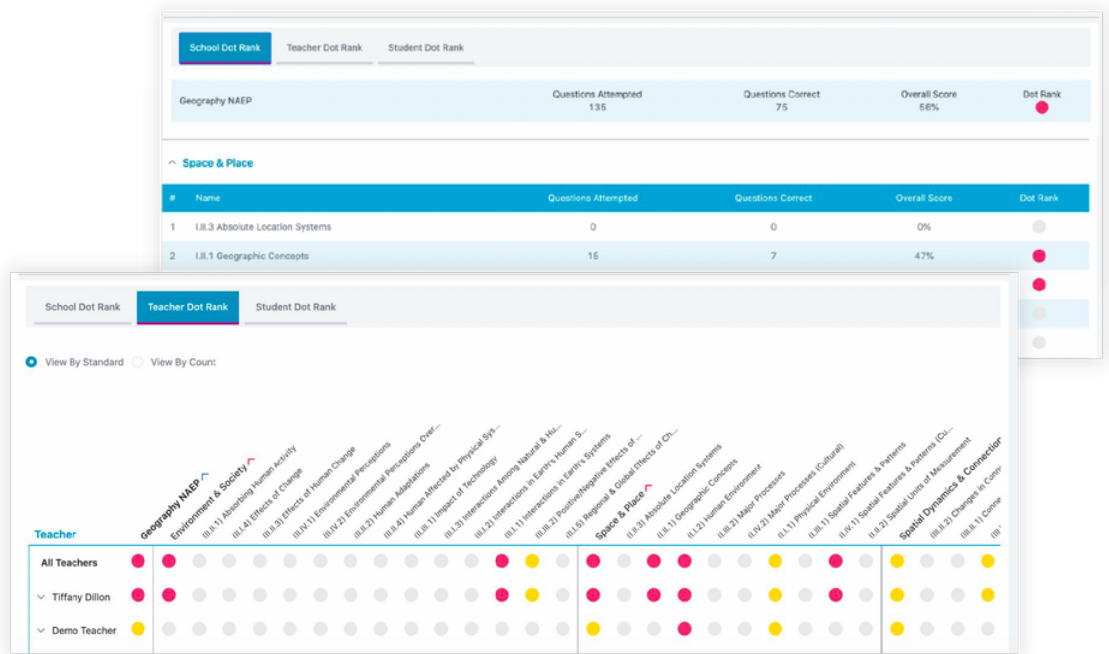 School Dot Rank Teacher Dot Rank Student Dot Rank
Geography NAEP
Questions Attempted Questions Correct Overall Score Dot Rank
135 75 56%
Space & Place
# Name Questions Attempted Questions Correct Overall Score Dot Rank
1 I.II.3 Absolute Location Systems 0 0 0%
2 I.II.1 Geographic Concepts 15 7 47%
School Dot Rank Teacher Dot Rank Student Dot Rank
View By Standard View By Count
Teacher
Geography NAEP
Environment & Society
(II.II.1) Absorbing Human Activity
(II.I.4) Effects of Change
(II.II.3) Effects of Human Change
(II.IV.1) Environmental Perceptions
(II.IV.2) Environmental Perceptions Over...
(II.II.2) Human Adaptations
(II.II.4) Human Affected by Physical Sys...
(II.III.1) Impact of Technology
(II.I.3) Interactions Among Natural & Hu...
(II.I.2) Interactions in Earth's Human S...
(II.I.1) Interactions in Earth's Systems
(II.III.2) Positive/Negative Effects of ...
(II.I.5) Regional & Global Effects of Ch...
Space & Place
(I.II.3) Absolute Location Systems
(I.II.1) Geographic Concepts
(I.I.2) Human Environment
(I.III.2) Major Processes
(I.IV.2) Major Processes (Cultural)
(I.I.1) Physical Environment
(I.III.1) Spatial Features & Patterns
(I.IV.1) Spatial Features & Patterns (Cu...
(I.II.2) Spatial Units of Measurement
Spatial Dynamics & Connection
(III.II.2) Changes in Conne
(III.II.1) Conne
(III
All Teachers
Tiffany Dillon
Demo Teacher